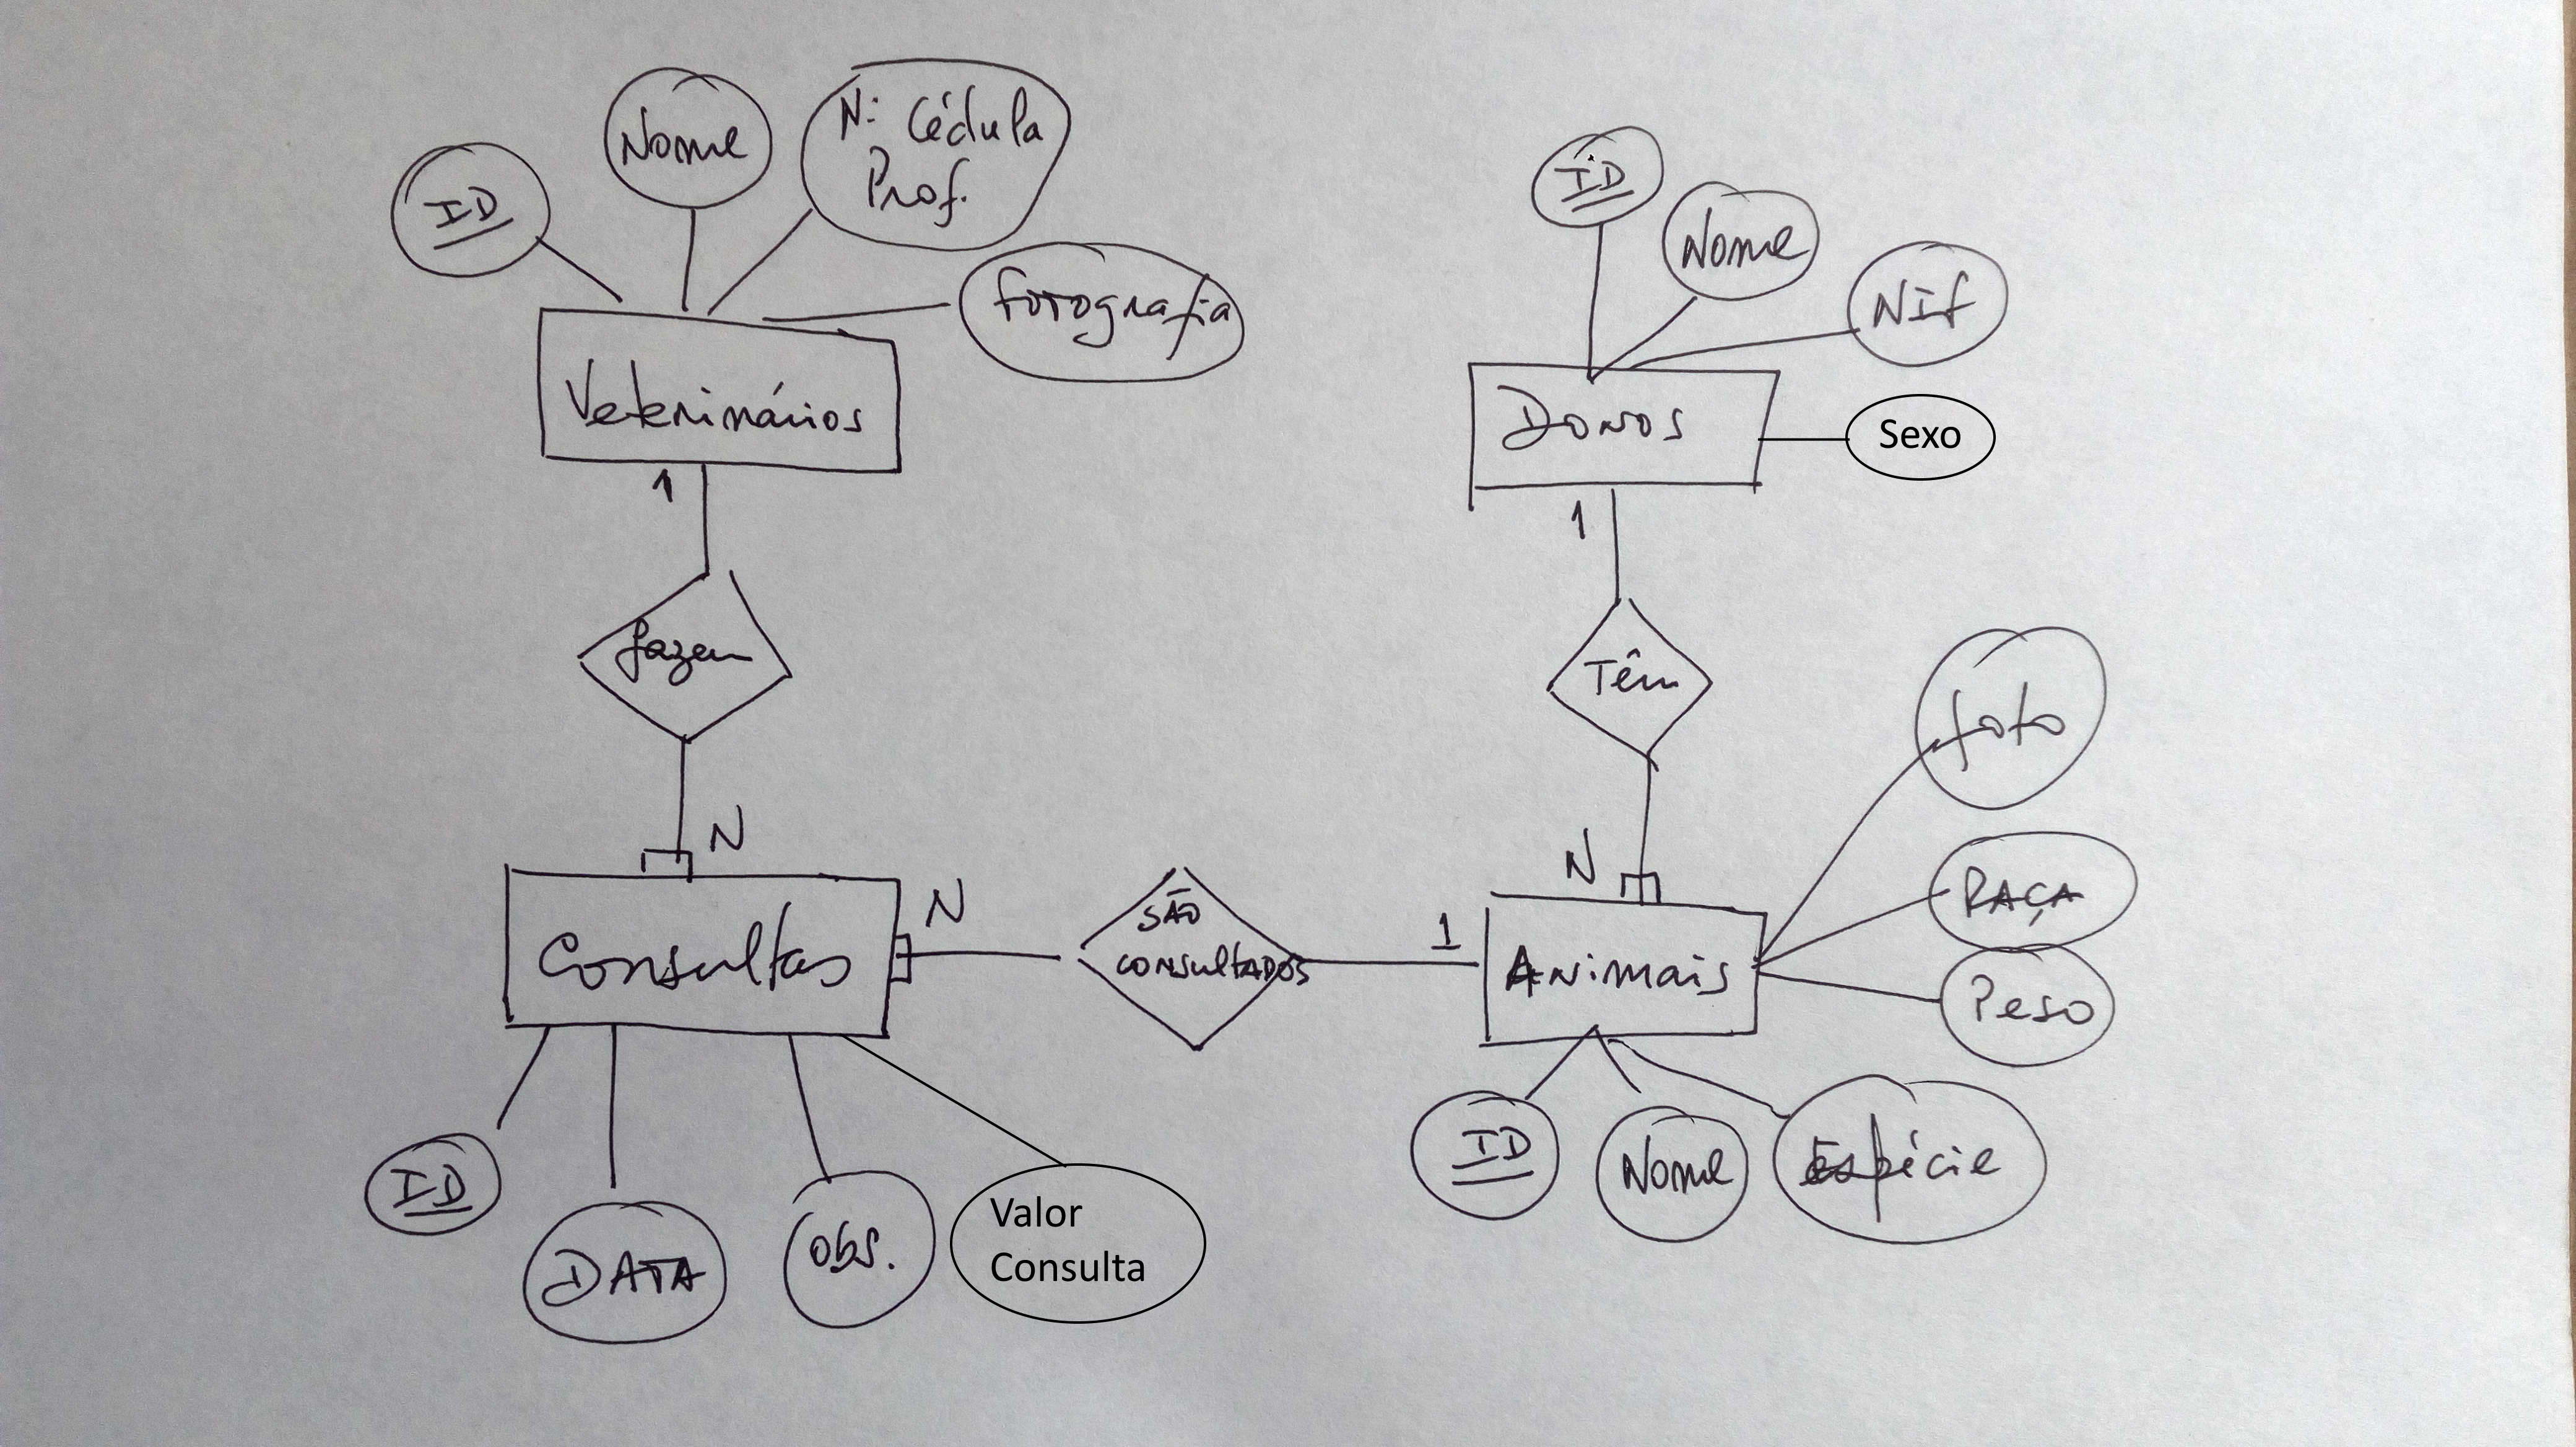 ID
Nome
N: Cédula
Prof.
fotografia
Veterinários
1
fazem
N
Consultas
N
ID
DATA
Obs.
Valor
Consulta
SÃO
CONSULTADOS
1
ID
Nome
NIF
Donos
Sexo
1
Têm
N
Animais
foto
RAÇA
Peso
ID
Nome
Espécie